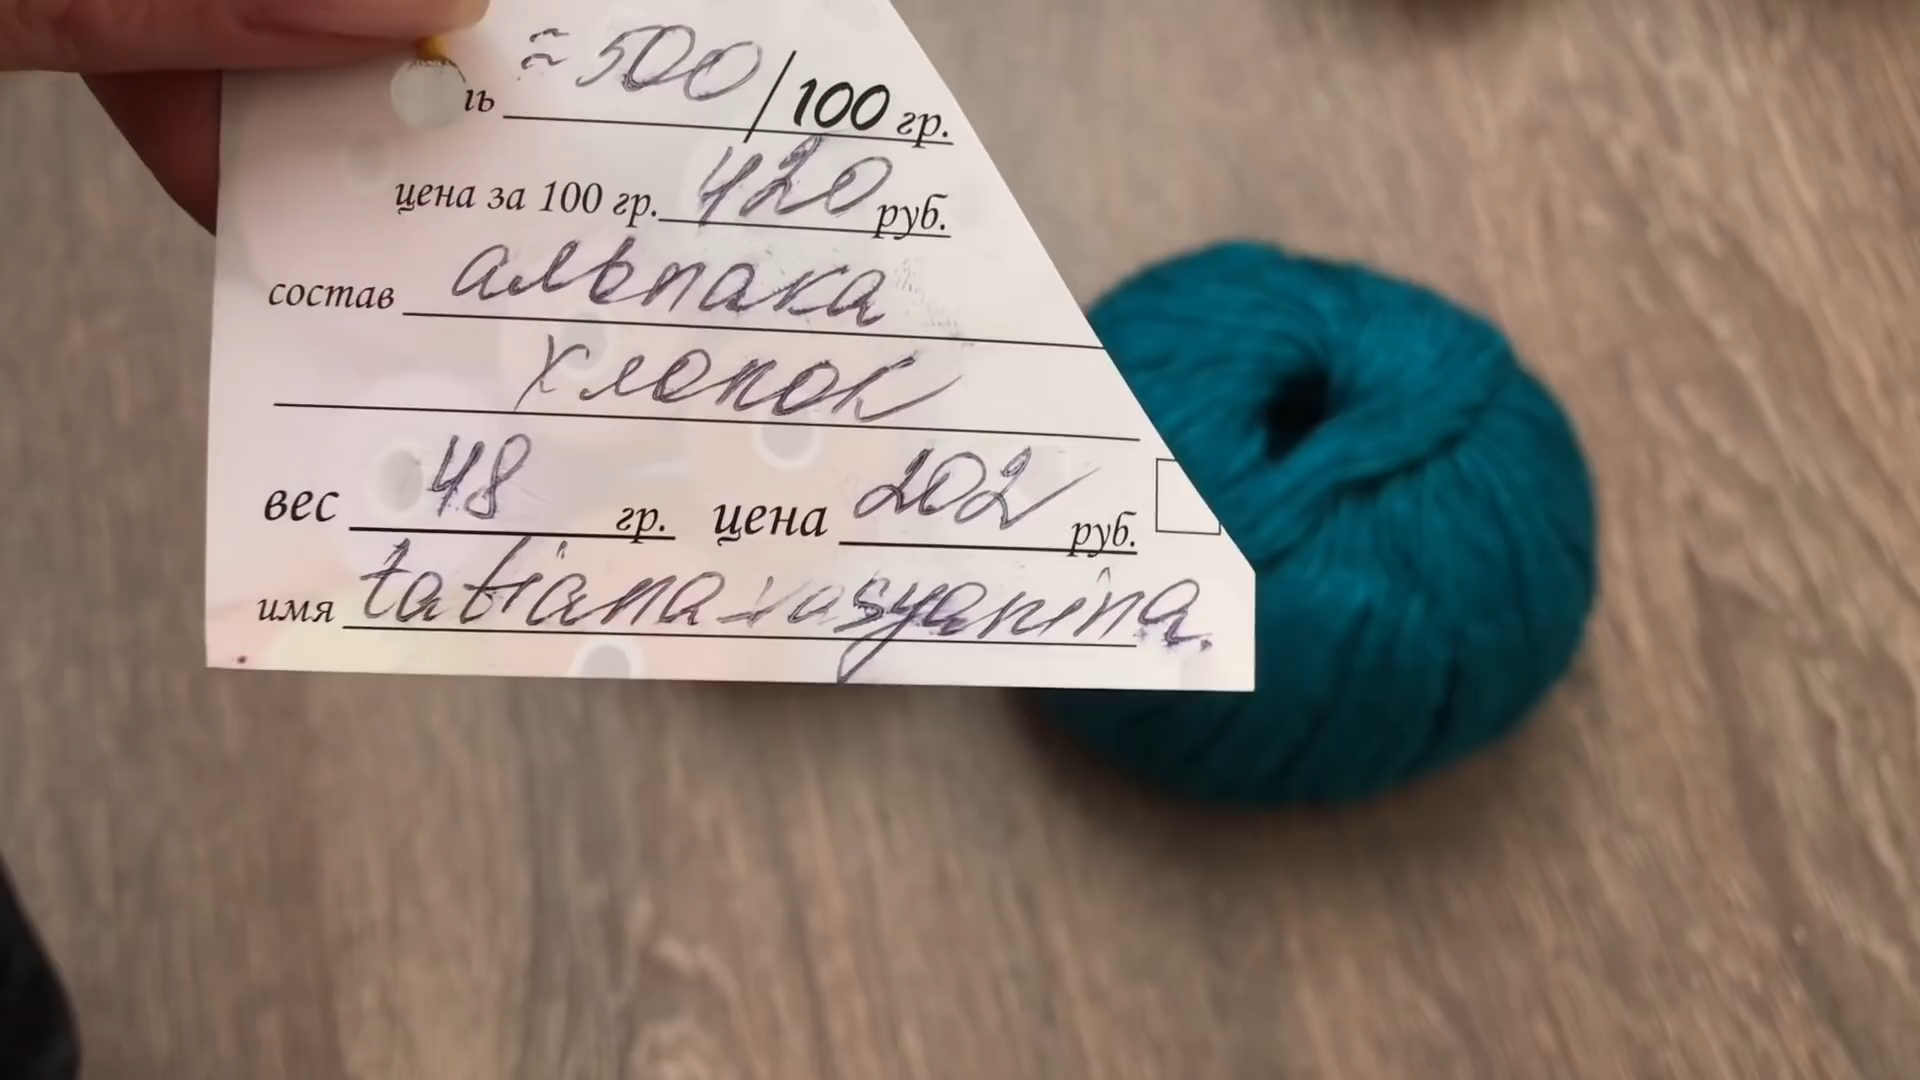 ль ≈ 500/100 гр.
цена за 100 гр. 420 руб.
состав альпака
хлопок
вес 48 гр. цена 202 руб.
имя tatiana